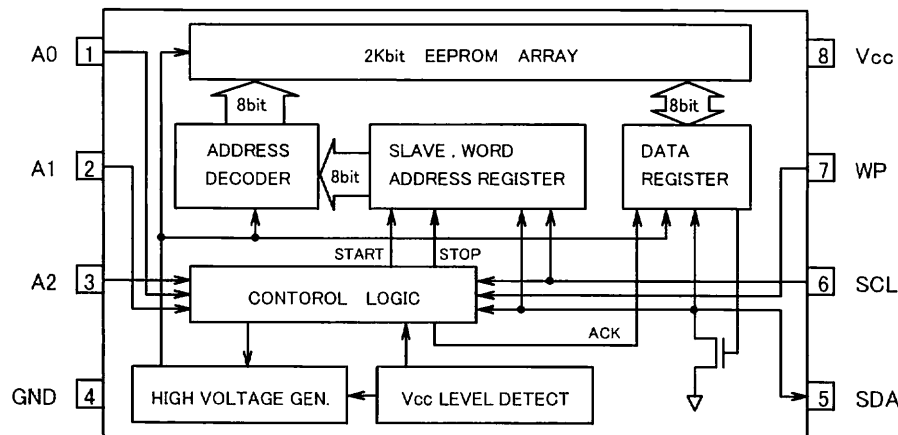 A0 1
2Kbit EEPROM ARRAY
8 Vcc
8bit
8bit
A1 2
ADDRESS
DECODER
8bit
SLAVE . WORD
ADDRESS REGISTER
DATA
REGISTER
7 WP
START
STOP
A2 3
CONTOROL LOGIC
6 SCL
ACK
GND 4
HIGH VOLTAGE GEN.
Vcc LEVEL DETECT
5 SDA